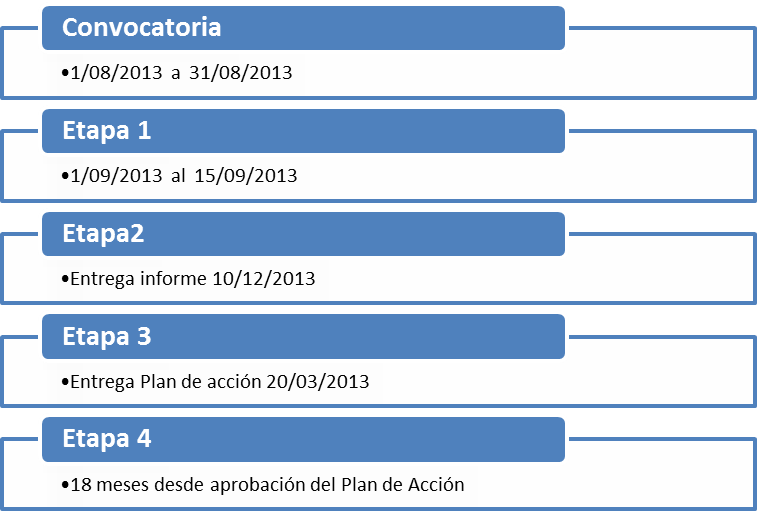 Convocatoria
•1/08/2013 a 31/08/2013
Etapa 1
•1/09/2013 al 15/09/2013
Etapa2
•Entrega informe 10/12/2013
Etapa 3
•Entrega Plan de acción 20/03/2013
Etapa 4
•18 meses desde aprobación del Plan de Acción